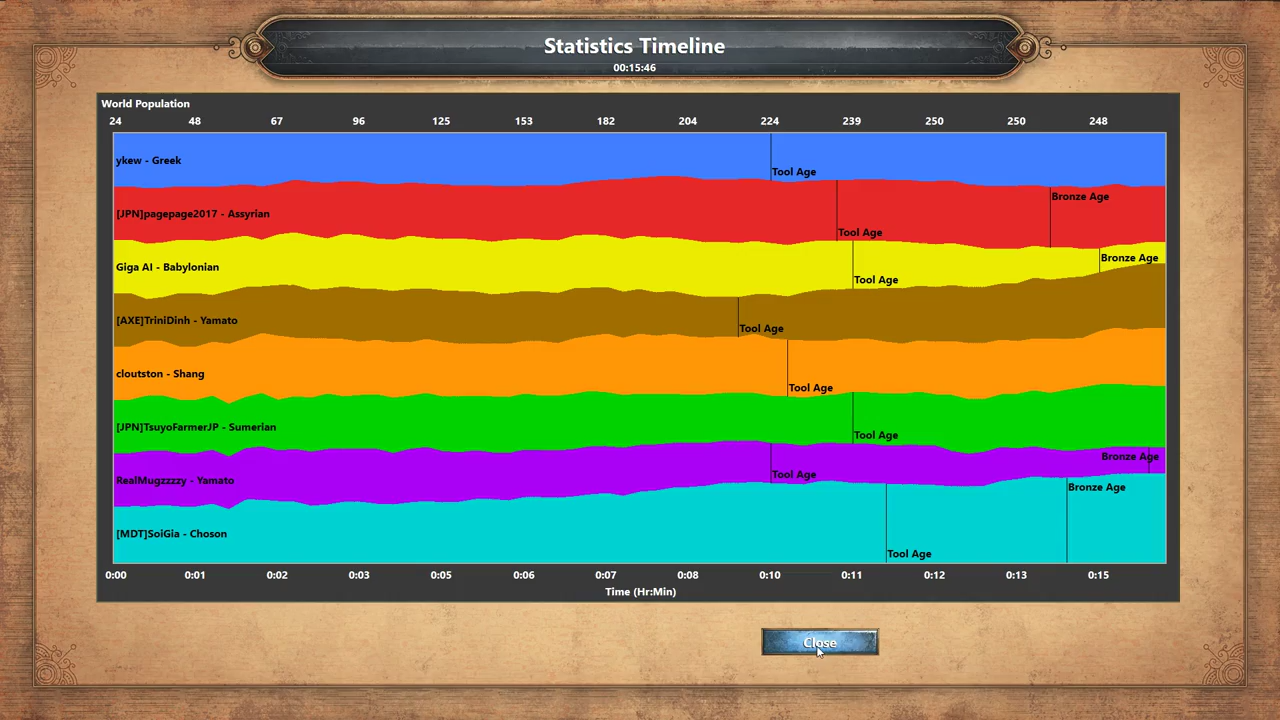 Statistics Timeline
00:15:46
World Population
24 48 67 96 125 153 182 204 224 239 250 250 248
ykew - Greek
Tool Age
[JPN]pagepage2017 - Assyrian
Bronze Age
Tool Age
Giga AI - Babylonian
Bronze Age
Tool Age
[AXE]TriniDinh - Yamato
Tool Age
cloutston - Shang
Tool Age
[JPN]TsuyoFarmerJP - Sumerian
Tool Age
RealMugzzzzy - Yamato
Bronze Age
Tool Age
[MDT]SoiGia - Choson
Bronze Age
Tool Age
0:00 0:01 0:02 0:03 0:05 0:06 0:07 0:08 0:10 0:11 0:12 0:13 0:15
Time (Hr:Min)
Close